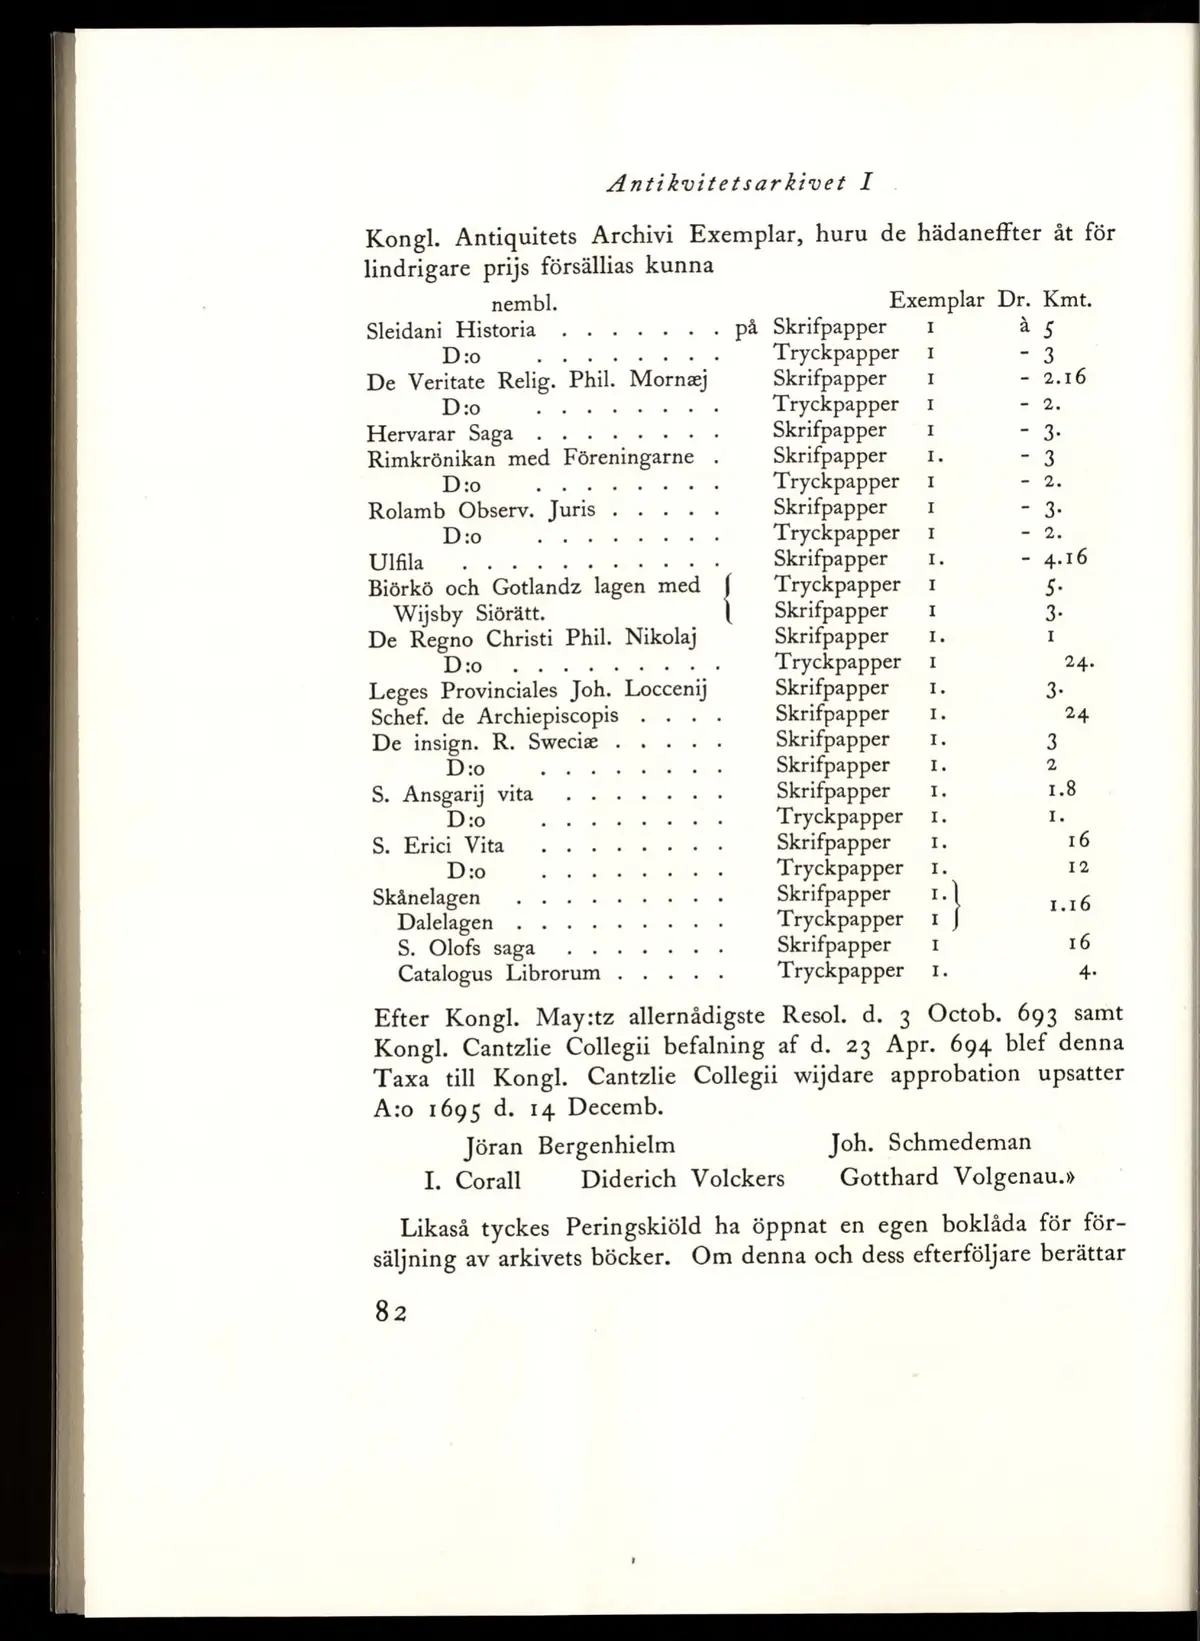 Antikvitetsarkivet I
Kongl. Antiquitets Archivi Exemplar, huru de hädaneffter åt för
lindrigare prijs försällias kunna
nembl. Exemplar Dr. Kmt.
Sleidani Historia . . . . . . . på Skrifpapper 1 à 5
D:o . . . . . . . . Tryckpapper 1 - 3
De Veritate Relig. Phil. Mornæj Skrifpapper 1 - 2.16
D:o . . . . . . . . Tryckpapper 1 - 2.
Hervarar Saga . . . . . . . . Skrifpapper 1 - 3.
Rimkrönikan med Föreningarne . Skrifpapper 1. - 3
D:o . . . . . . . . Tryckpapper 1 - 2.
Rolamb Observ. Juris . . . . . Skrifpapper 1 - 3.
D:o . . . . . . . . Tryckpapper 1 - 2.
Ulfila . . . . . . . . . . . Skrifpapper 1. - 4.16
Biörkö och Gotlandz lagen med { Tryckpapper 1 5.
Wijsby Siörätt. Skrifpapper 1 3.
De Regno Christi Phil. Nikolaj Skrifpapper 1. 1
D:o . . . . . . . . . Tryckpapper 1 24.
Leges Provinciales Joh. Loccenij Skrifpapper 1. 3.
Schef. de Archiepiscopis . . . . Skrifpapper 1. 24
De insign. R. Sweciæ . . . . . Skrifpapper 1. 3
D:o . . . . . . . . Skrifpapper 1. 2
S. Ansgarij vita . . . . . . . Skrifpapper 1. 1.8
D:o . . . . . . . . Tryckpapper 1. 1.
S. Erici Vita . . . . . . . . Skrifpapper 1. 16
D:o . . . . . . . . Tryckpapper 1. 12
Skånelagen . . . . . . . . . Skrifpapper 1. } 1.16
Dalelagen . . . . . . . . . Tryckpapper 1
S. Olofs saga . . . . . . . Skrifpapper 1 16
Catalogus Librorum . . . . . Tryckpapper 1. 4.
Efter Kongl. May:tz allernådigste Resol. d. 3 Octob. 693 samt
Kongl. Cantzlie Collegii befalning af d. 23 Apr. 694 blef denna
Taxa till Kongl. Cantzlie Collegii wijdare approbation upsatter
A:o 1695 d. 14 Decemb.
Jöran Bergenhielm Joh. Schmedeman
I. Corall Diderich Volckers Gotthard Volgenau.»
Likaså tyckes Peringskiöld ha öppnat en egen boklåda för för-
säljning av arkivets böcker. Om denna och dess efterföljare berättar
82